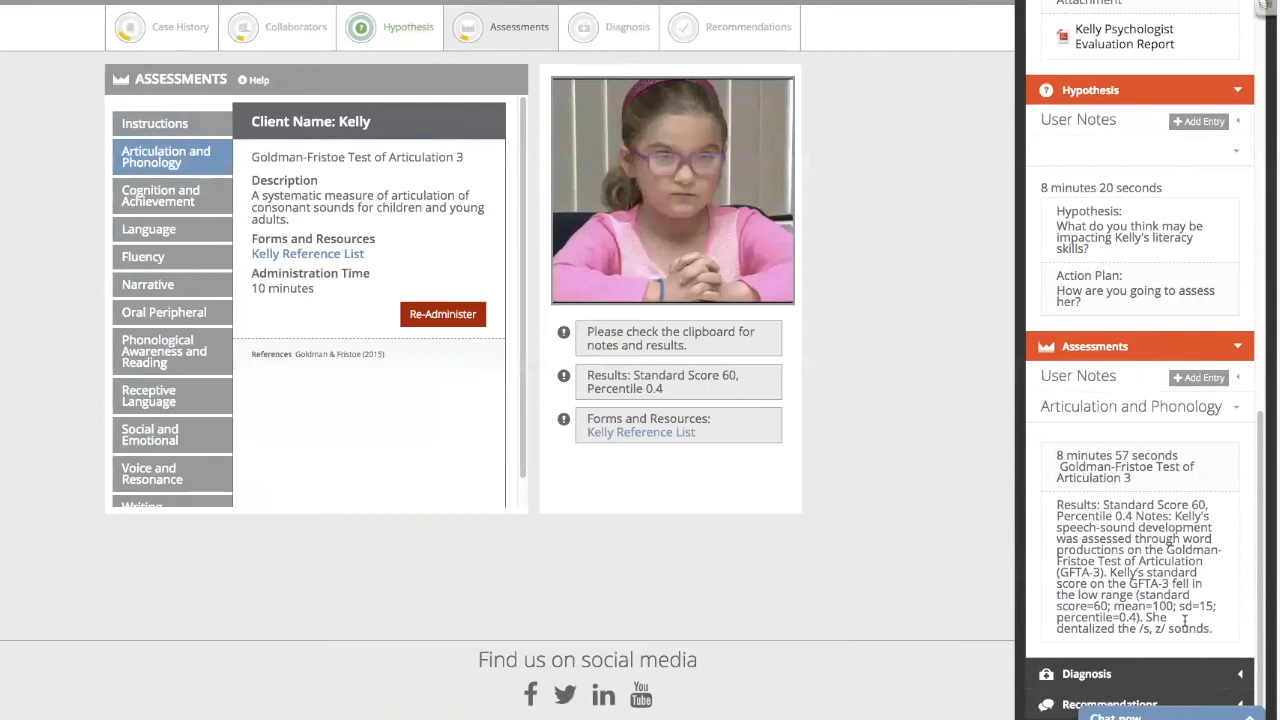 Case History
Collaborators
Hypothesis
Assessments
Diagnosis
Recommendations
ASSESSMENTS
Help
Instructions
Articulation and
Phonology
Cognition and
Achievement
Language
Fluency
Narrative
Oral Peripheral
Phonological
Awareness and
Reading
Receptive
Language
Social and
Emotional
Voice and
Resonance
Writing
Client Name: Kelly
Goldman-Fristoe Test of Articulation 3
Description
A systematic measure of articulation of
consonant sounds for children and young
adults.
Forms and Resources
Kelly Reference List
Administration Time
10 minutes
Re-Administer
References Goldman & Fristoe (2015)
Please check the clipboard for
notes and results.
Results: Standard Score 60,
Percentile 0.4
Forms and Resources:
Kelly Reference List
Find us on social media
You
Tube
Attachment
Kelly Psychologist
Evaluation Report
Hypothesis
User Notes
+ Add Entry
8 minutes 20 seconds
Hypothesis:
What do you think may be
impacting Kelly's literacy
skills?
Action Plan:
How are you going to assess
her?
Assessments
User Notes
+ Add Entry
Articulation and Phonology
8 minutes 57 seconds
Goldman-Fristoe Test of
Articulation 3
Results: Standard Score 60,
Percentile 0.4 Notes: Kelly's
speech-sound development
was assessed through word
productions on the Goldman-
Fristoe Test of Articulation
(GFTA-3). Kelly's standard
score on the GFTA-3 fell in
the low range (standard
score=60; mean=100; sd=15;
percentile=0.4). She
dentalized the /s, z/ sounds.
Diagnosis
Recommendations
Chat now